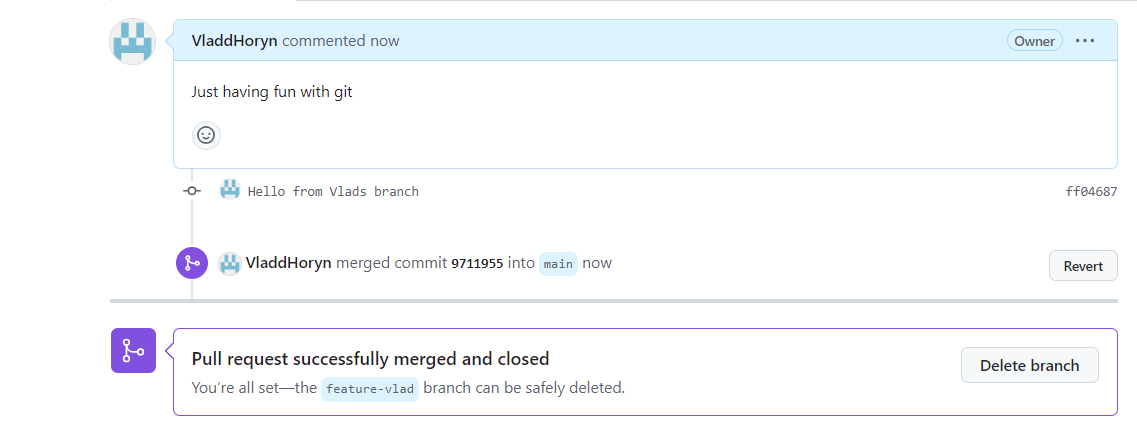 VladdHoryn commented now
Owner
Just having fun with git
Hello from Vlads branch
ff04687
VladdHoryn merged commit 9711955 into main now
Revert
Pull request successfully merged and closed
Delete branch
You’re all set—the feature-vlad branch can be safely deleted.